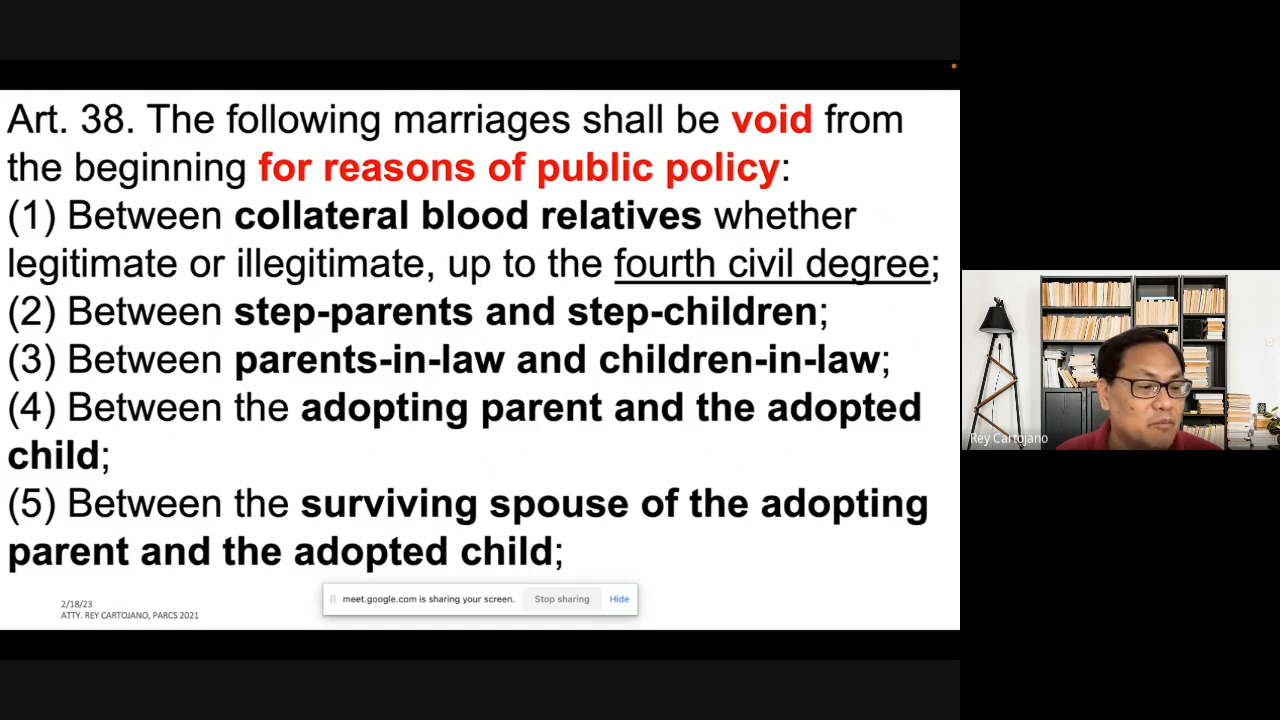 Art. 38. The following marriages shall be void from
the beginning for reasons of public policy:
(1) Between collateral blood relatives whether
legitimate or illegitimate, up to the fourth civil degree;
(2) Between step-parents and step-children;
(3) Between parents-in-law and children-in-law;
(4) Between the adopting parent and the adopted
child;
(5) Between the surviving spouse of the adopting
parent and the adopted child;
2/18/23
ATTY. REY CARTOJANO, PARCS 2021
meet.google.com is sharing your screen.
Stop sharing
Hide
Rey Cartojano